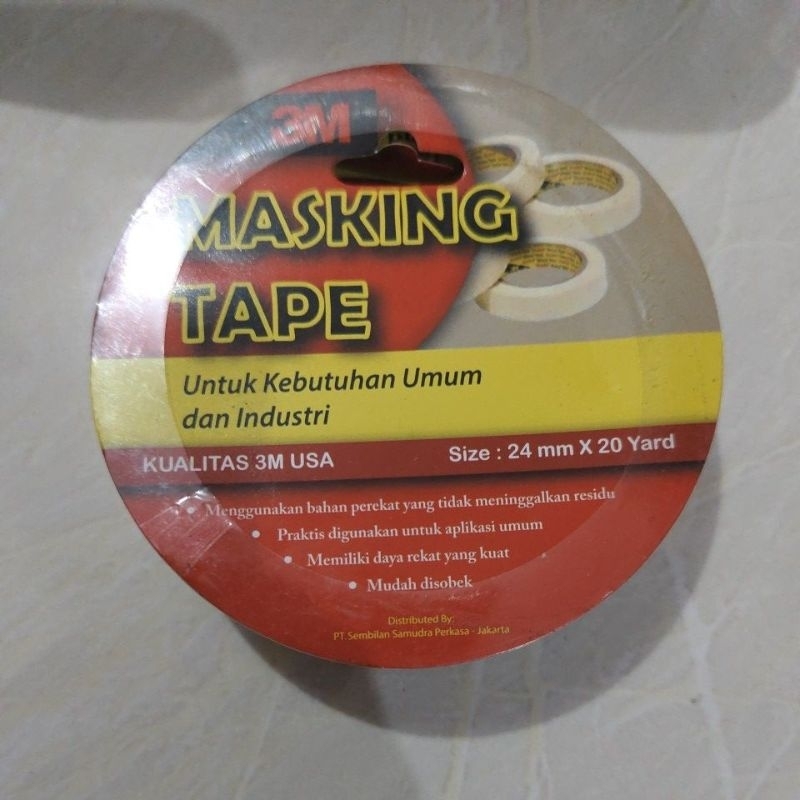 3M
MASKING
TAPE
Untuk Kebutuhan Umum
dan Industri
KUALITAS 3M USA
Size : 24 mm X 20 Yard
• Menggunakan bahan perekat yang tidak meninggalkan residu
• Praktis digunakan untuk aplikasi umum
• Memiliki daya rekat yang kuat
• Mudah disobek
Distributed By:
PT. Sembilan Samudra Perkasa - Jakarta